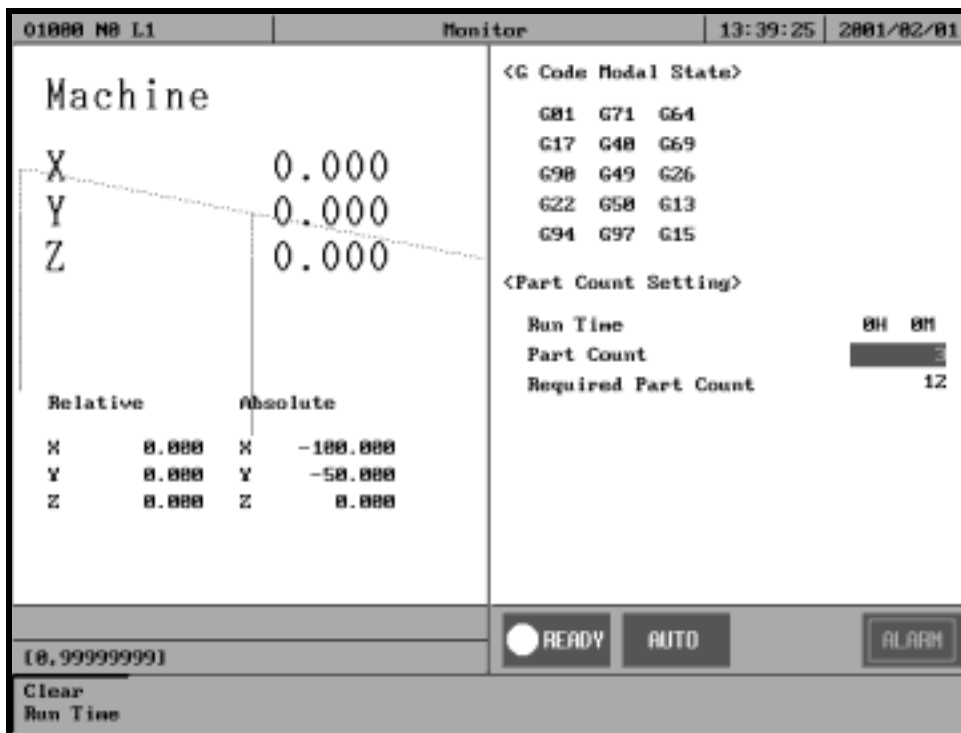 O1000 N0 L1 Monitor 13:39:25 2001/02/01
Machine
X 0.000
Y 0.000
Z 0.000
Relative Absolute
X 0.000 X -100.000
Y 0.000 Y -50.000
Z 0.000 Z 0.000
<G Code Modal State>
G01 G71 G64
G17 G40 G69
G90 G49 G26
G22 G50 G13
G94 G97 G15
<Part Count Setting>
Run Time 0H 0M
Part Count 3
Required Part Count 12
[0,99999999]
READY AUTO ALARM
Clear
Run Time